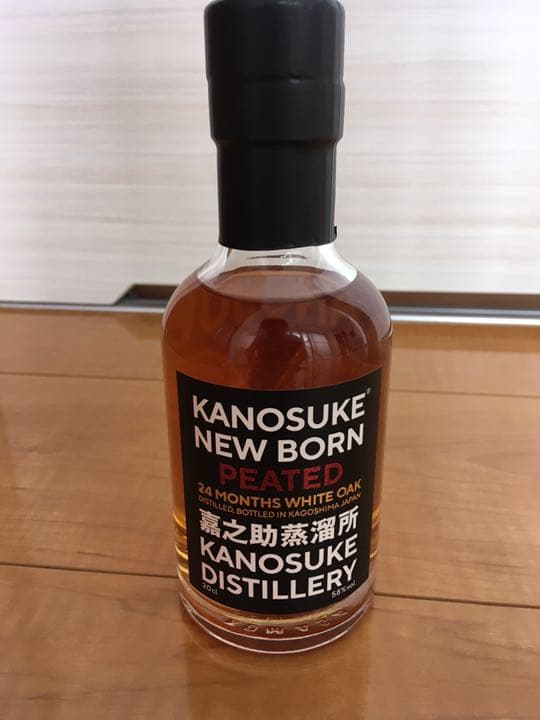 KANOSUKE®
NEW BORN
PEATED
24 MONTHS WHITE OAK
DISTILLED, BOTTLED IN KAGOSHIMA JAPAN
嘉之助蒸溜所
KANOSUKE
DISTILLERY
20cl 58%vol.